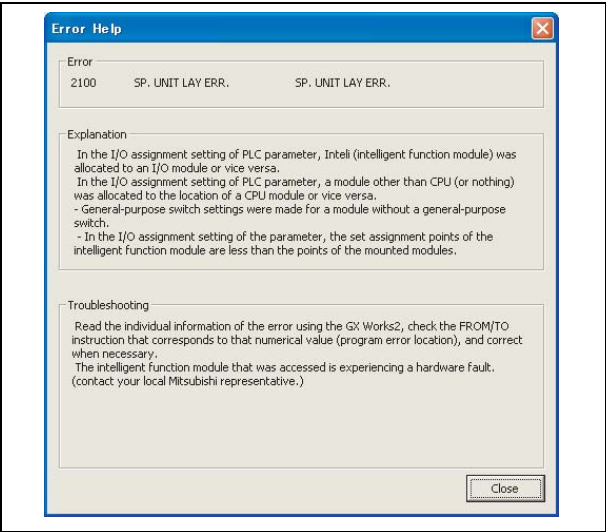 Error Help
Error
2100 SP. UNIT LAY ERR. SP. UNIT LAY ERR.
Explanation
In the I/O assignment setting of PLC parameter, Inteli (intelligent function module) was
allocated to an I/O module or vice versa.
In the I/O assignment setting of PLC parameter, a module other than CPU (or nothing)
was allocated to the location of a CPU module or vice versa.
- General-purpose switch settings were made for a module without a general-purpose
switch.
- In the I/O assignment setting of the parameter, the set assignment points of the
intelligent function module are less than the points of the mounted modules.
Troubleshooting
Read the individual information of the error using the GX Works2, check the FROM/TO
instruction that corresponds to that numerical value (program error location), and correct
when necessary.
The intelligent function module that was accessed is experiencing a hardware fault.
(contact your local Mitsubishi representative.)
Close